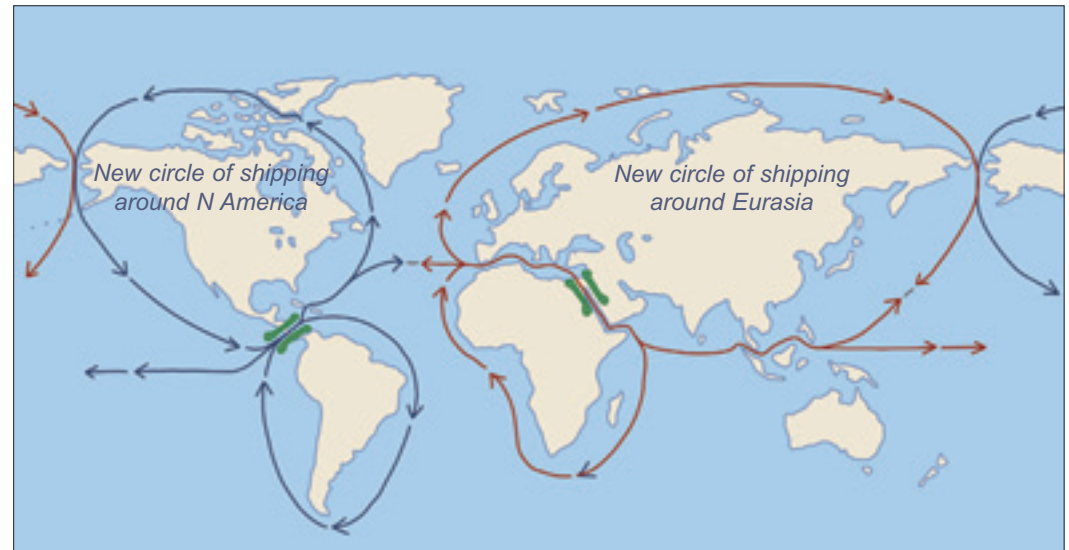 New circle of shipping
around N America
New circle of shipping
around Eurasia